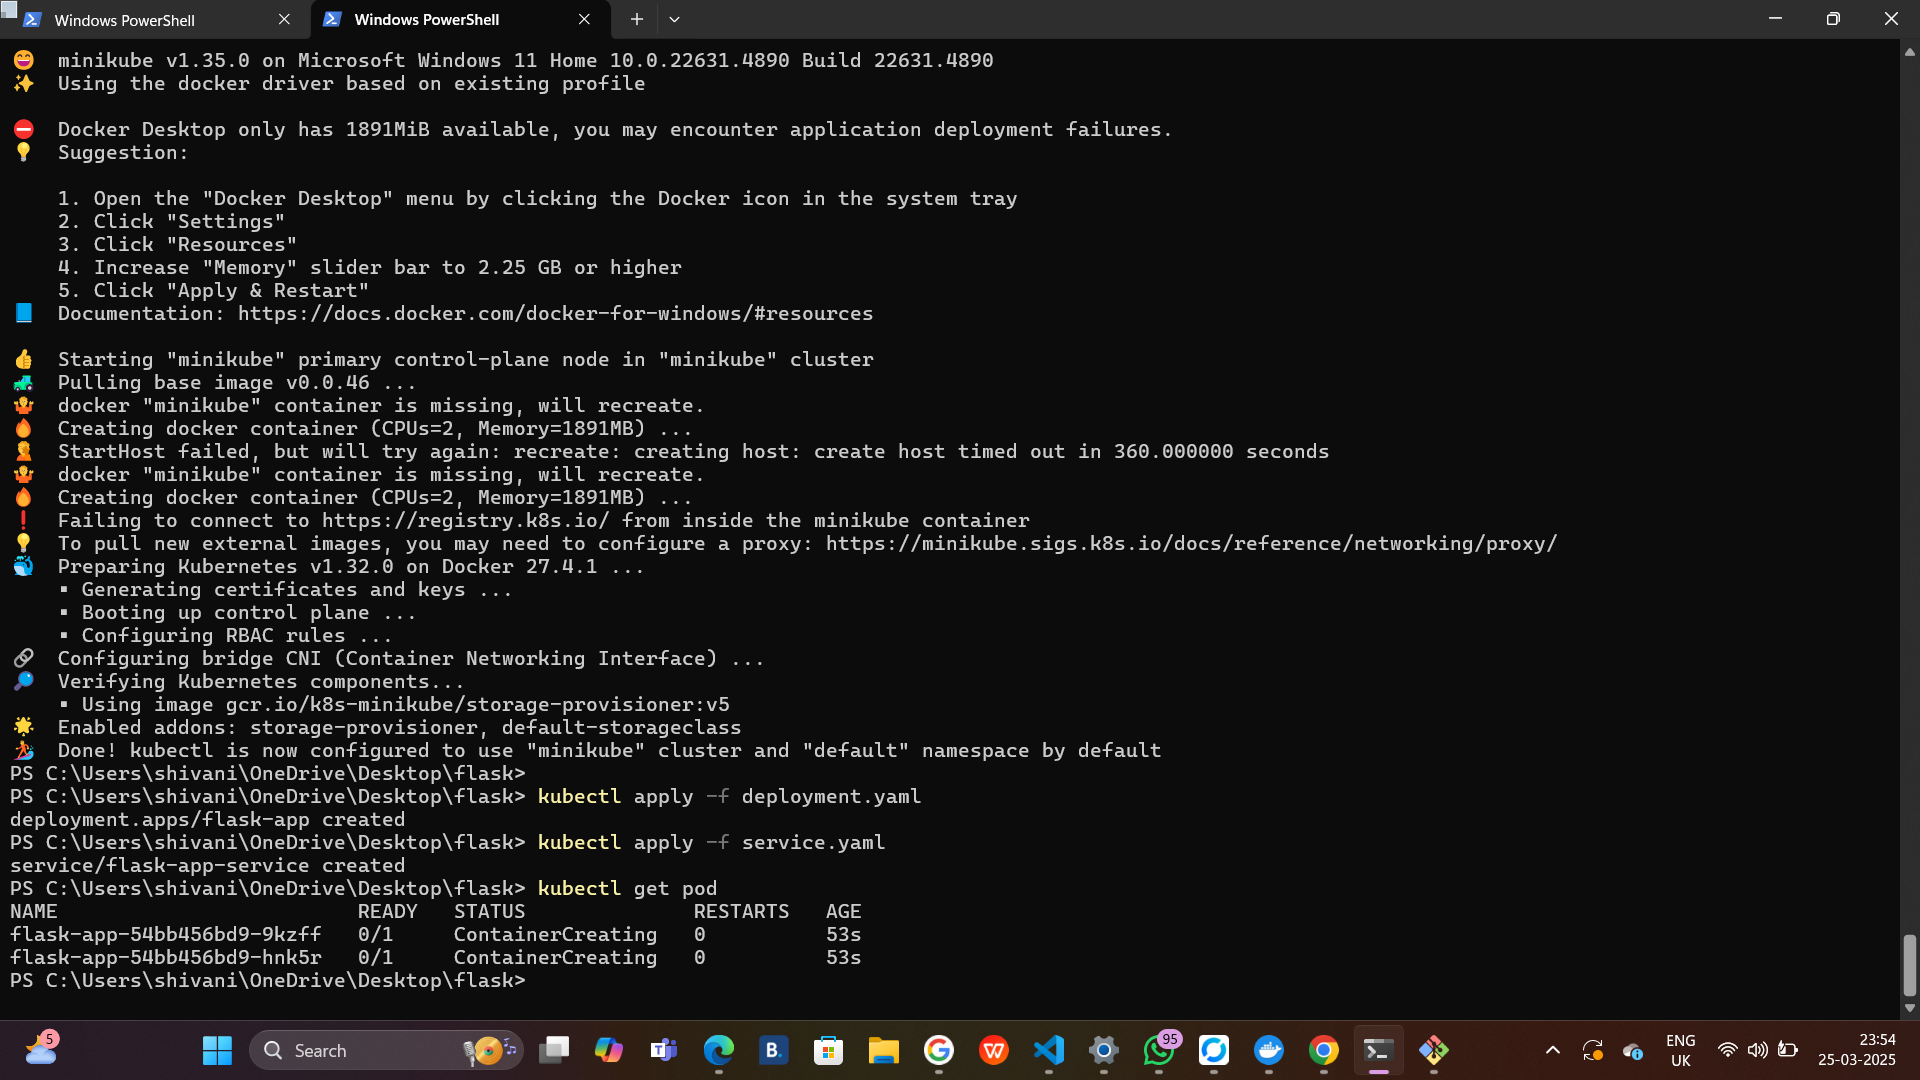 Windows PowerShell
Windows PowerShell
minikube v1.35.0 on Microsoft Windows 11 Home 10.0.22631.4890 Build 22631.4890
Using the docker driver based on existing profile
Docker Desktop only has 1891MiB available, you may encounter application deployment failures.
Suggestion:
1. Open the "Docker Desktop" menu by clicking the Docker icon in the system tray
2. Click "Settings"
3. Click "Resources"
4. Increase "Memory" slider bar to 2.25 GB or higher
5. Click "Apply & Restart"
Documentation: https://docs.docker.com/docker-for-windows/#resources
Starting "minikube" primary control-plane node in "minikube" cluster
Pulling base image v0.0.46 ...
docker "minikube" container is missing, will recreate.
Creating docker container (CPUs=2, Memory=1891MB) ...
StartHost failed, but will try again: recreate: creating host: create host timed out in 360.000000 seconds
docker "minikube" container is missing, will recreate.
Creating docker container (CPUs=2, Memory=1891MB) ...
Failing to connect to https://registry.k8s.io/ from inside the minikube container
To pull new external images, you may need to configure a proxy: https://minikube.sigs.k8s.io/docs/reference/networking/proxy/
Preparing Kubernetes v1.32.0 on Docker 27.4.1 ...
▪ Generating certificates and keys ...
▪ Booting up control plane ...
▪ Configuring RBAC rules ...
Configuring bridge CNI (Container Networking Interface) ...
Verifying Kubernetes components...
▪ Using image gcr.io/k8s-minikube/storage-provisioner:v5
Enabled addons: storage-provisioner, default-storageclass
Done! kubectl is now configured to use "minikube" cluster and "default" namespace by default
PS C:\Users\shivani\OneDrive\Desktop\flask>
PS C:\Users\shivani\OneDrive\Desktop\flask> kubectl apply -f deployment.yaml
deployment.apps/flask-app created
PS C:\Users\shivani\OneDrive\Desktop\flask> kubectl apply -f service.yaml
service/flask-app-service created
PS C:\Users\shivani\OneDrive\Desktop\flask> kubectl get pod
NAME READY STATUS RESTARTS AGE
flask-app-54bb456bd9-9kzff 0/1 ContainerCreating 0 53s
flask-app-54bb456bd9-hnk5r 0/1 ContainerCreating 0 53s
PS C:\Users\shivani\OneDrive\Desktop\flask>
5
Search
B.
95
ENG
UK
23:54
25-03-2025